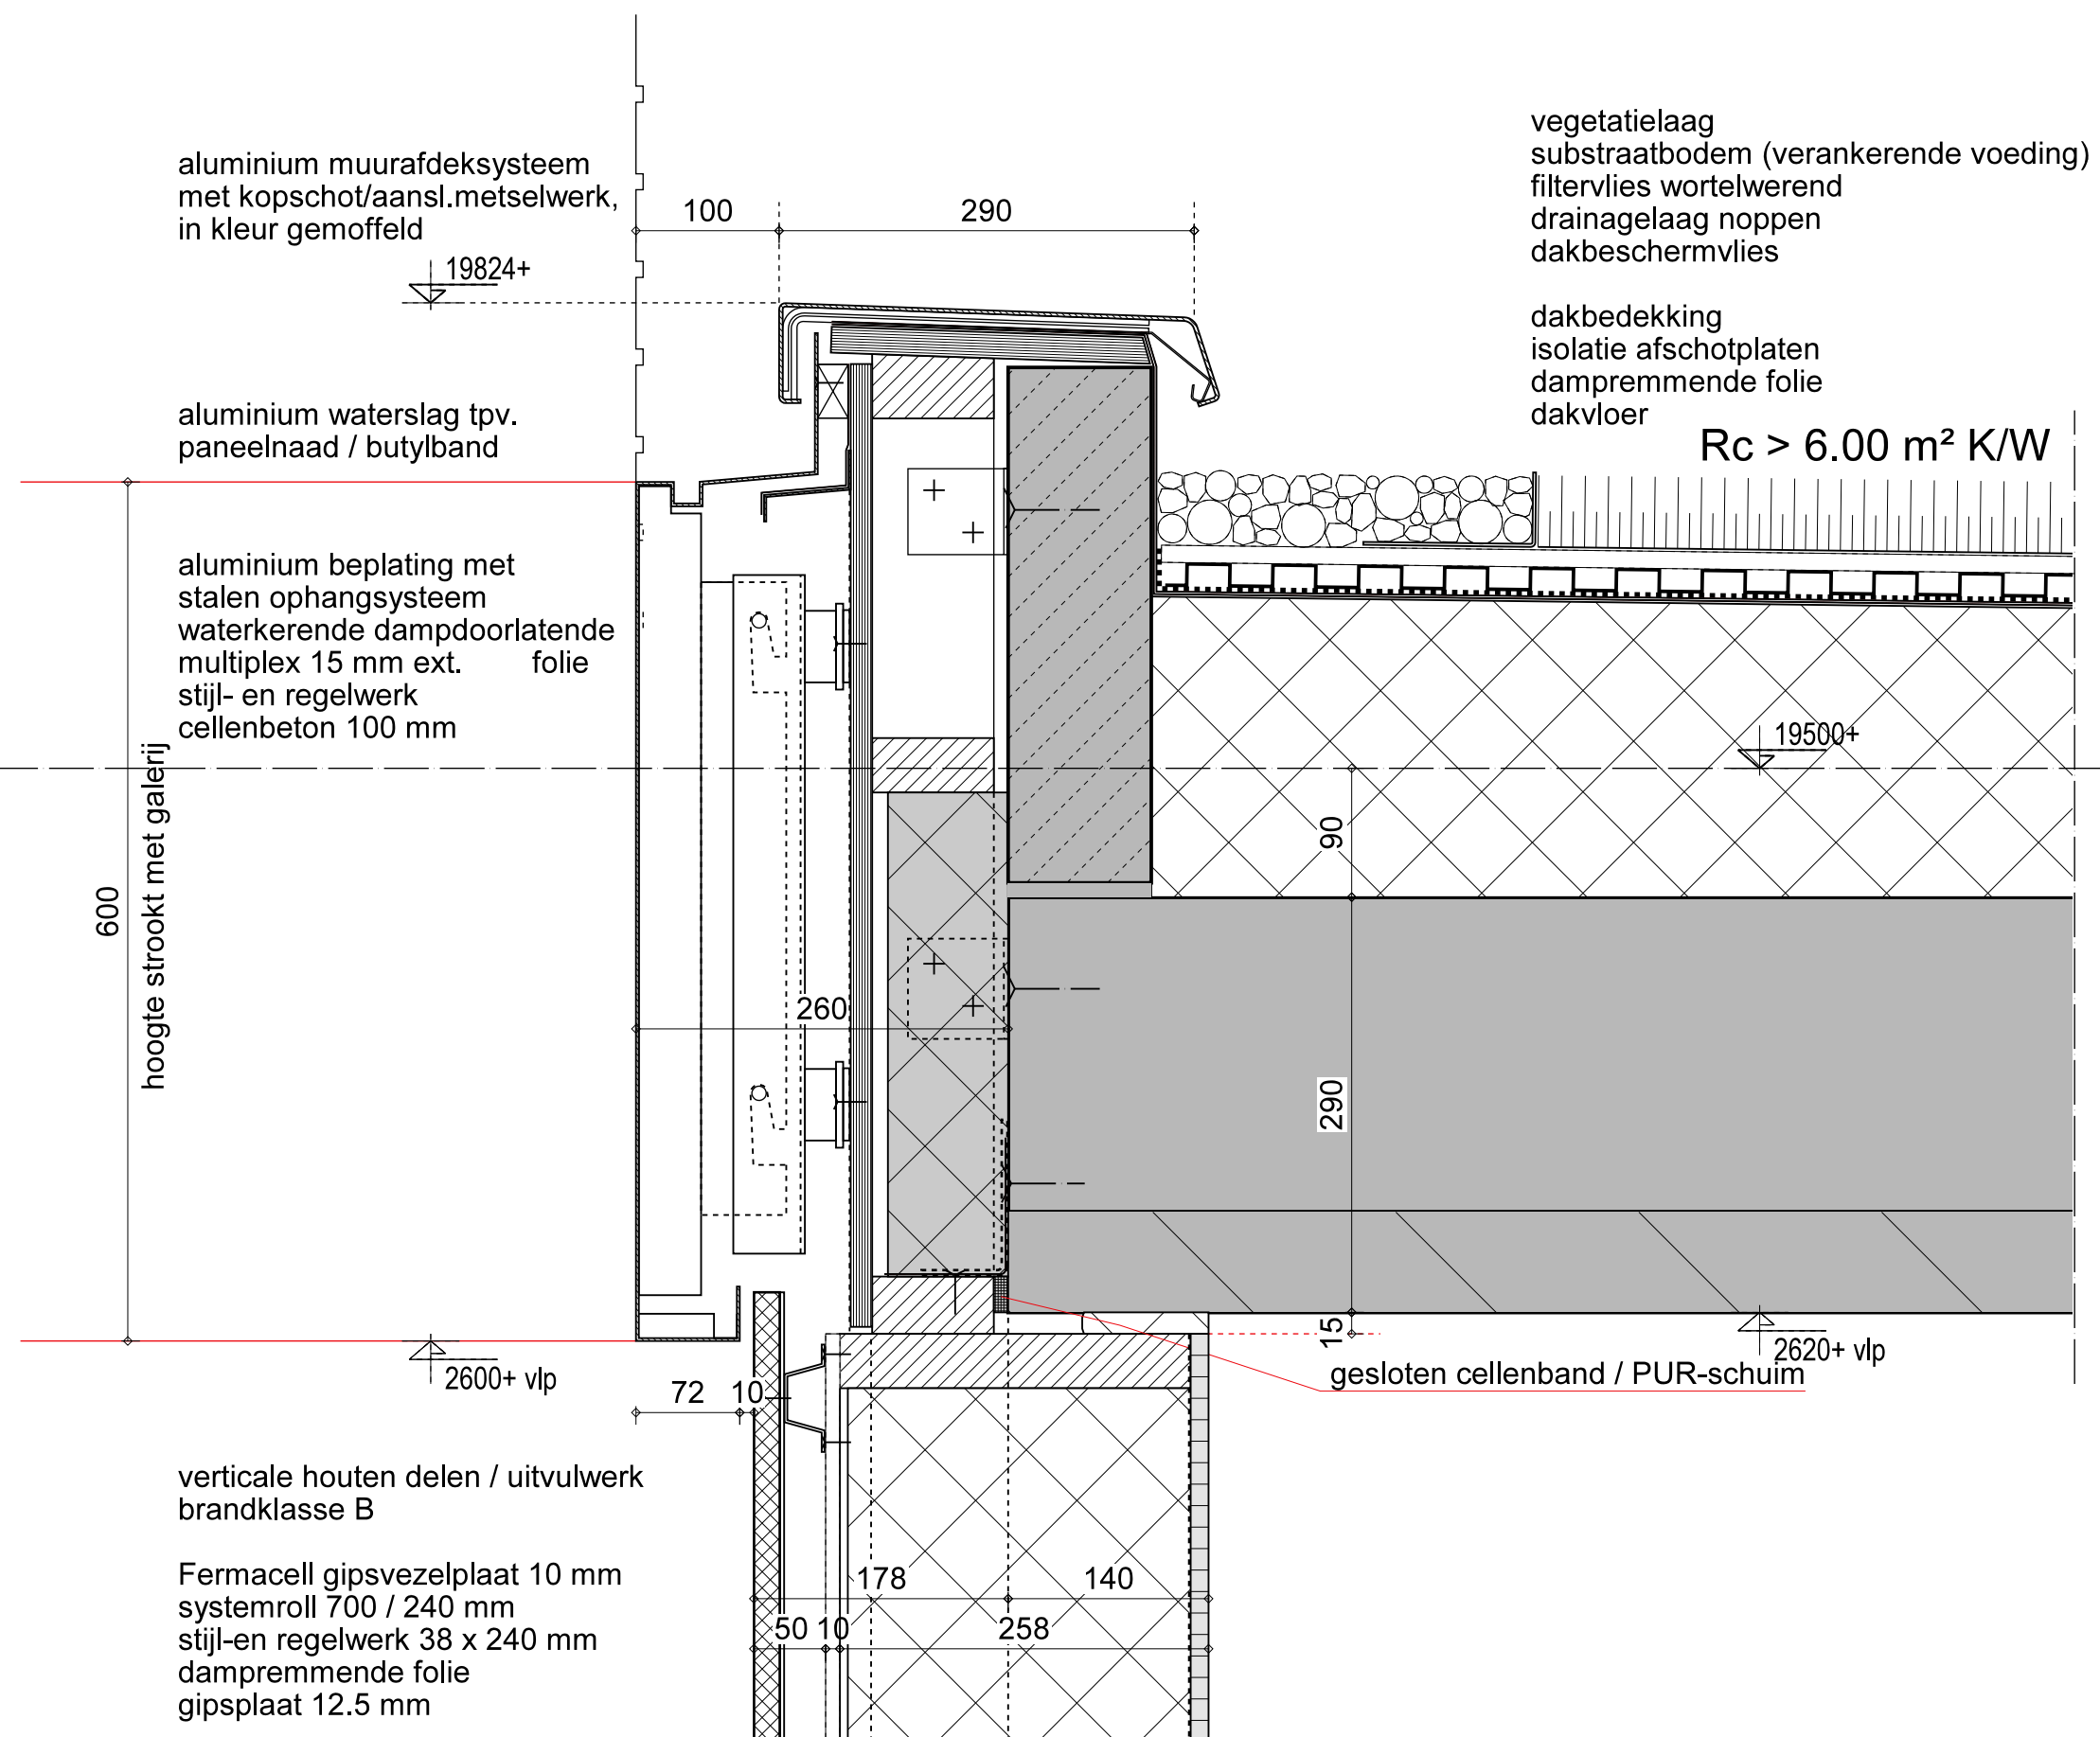 aluminium muurafdeksysteem
met kopschot/aansl.metselwerk,
in kleur gemoffeld
19824+
100
290
vegetatielaag
substraatbodem (verankerende voeding)
filtervlies wortelwerend
drainagelaag noppen
dakbeschermvlies
dakbedekking
isolatie afschotplaten
dampremmende folie
dakvloer
Rc > 6.00 m² K/W
aluminium waterslag tpv.
paneelnaad / butylband
aluminium beplating met
stalen ophangsysteem
waterkerende dampdoorlatende
multiplex 15 mm ext. folie
stijl- en regelwerk
cellenbeton 100 mm
19500+
90
600
hoogte strookt met galerij
260
290
15
2600+ vlp
2620+ vlp
gesloten cellenband / PUR-schuim
72
10
verticale houten delen / uitvulwerk
brandklasse B
Fermacell gipsvezelplaat 10 mm
systemroll 700 / 240 mm
stijl-en regelwerk 38 x 240 mm
dampremmende folie
gipsplaat 12.5 mm
178
140
50
10
258